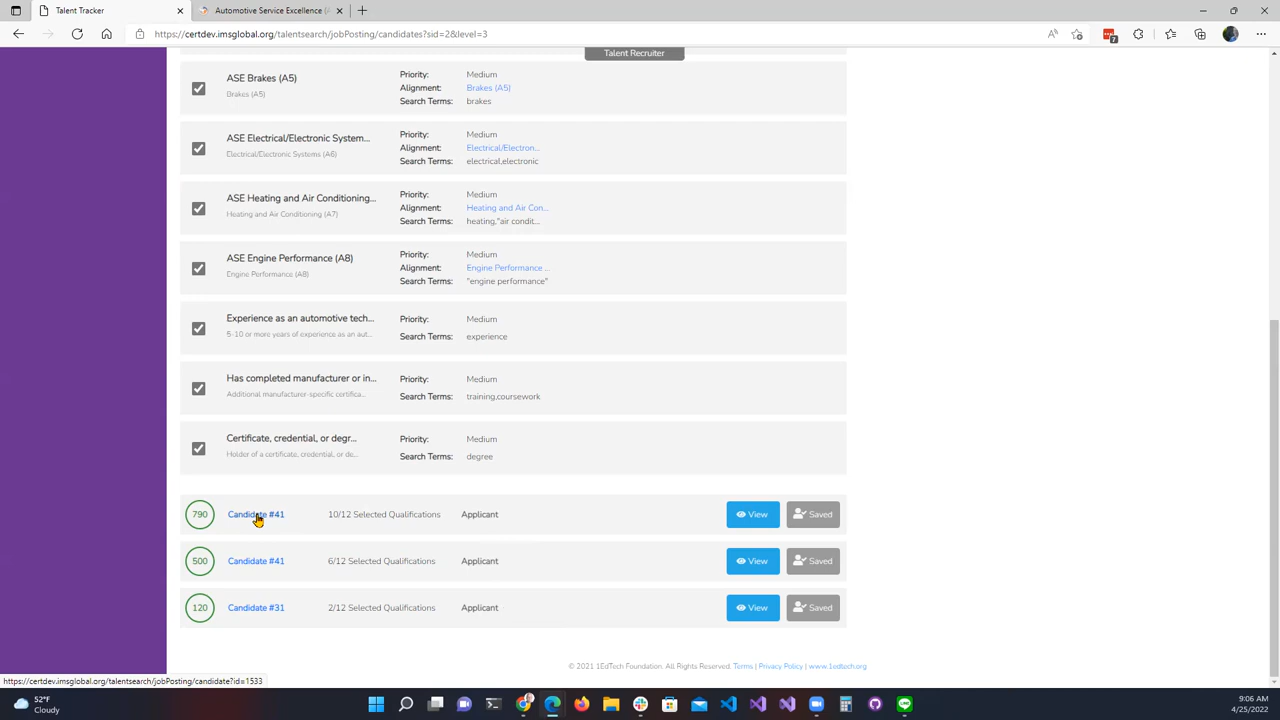 Talent Tracker
Automotive Service Excellence (A
https://certdev.imsglobal.org/talentsearch/jobPosting/candidates?sid=2&level=3
7
Talent Recruiter
ASE Brakes (A5)
Brakes (A5)
Priority: Medium
Alignment: Brakes (A5)
Search Terms: brakes
ASE Electrical/Electronic System...
Electrical/Electronic Systems (A6)
Priority: Medium
Alignment: Electrical/Electron...
Search Terms: electrical,electronic
ASE Heating and Air Conditioning...
Heating and Air Conditioning (A7)
Priority: Medium
Alignment: Heating and Air Con...
Search Terms: heating,"air condit...
ASE Engine Performance (A8)
Engine Performance (A8)
Priority: Medium
Alignment: Engine Performance ...
Search Terms: "engine performance"
Experience as an automotive tech...
5-10 or more years of experience as an aut...
Priority: Medium
Search Terms: experience
Has completed manufacturer or in...
Additional manufacturer-specific certifica...
Priority: Medium
Search Terms: training,coursework
Certificate, credential, or degr...
Holder of a certificate, credential, or de...
Priority: Medium
Search Terms: degree
790 Candidate #41 10/12 Selected Qualifications Applicant View Saved
500 Candidate #41 6/12 Selected Qualifications Applicant View Saved
120 Candidate #31 2/12 Selected Qualifications Applicant View Saved
© 2021 1EdTech Foundation. All Rights Reserved. Terms | Privacy Policy | www.1edtech.org
https://certdev.imsglobal.org/talentsearch/jobPosting/candidate?id=1533
52°F
Cloudy
9:06 AM
4/25/2022